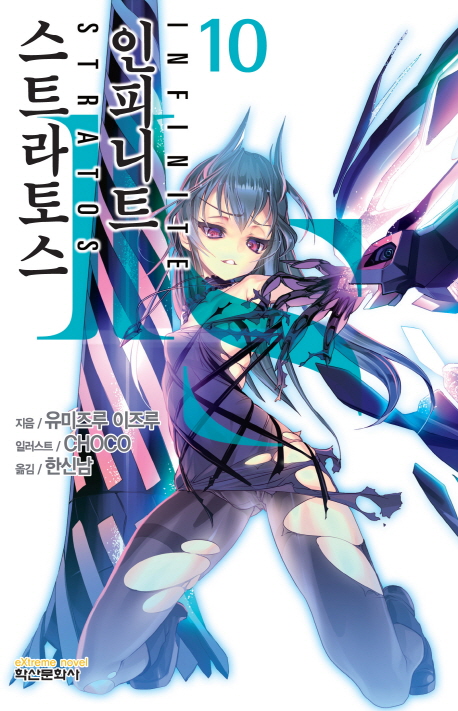 인피니트
스트라토스
INFINITE
STRATOS
10
IS
지음 / 유미즈루 이즈루
일러스트 / CHOCO
옮김 / 한신남
eXtreme novel
학산문화사